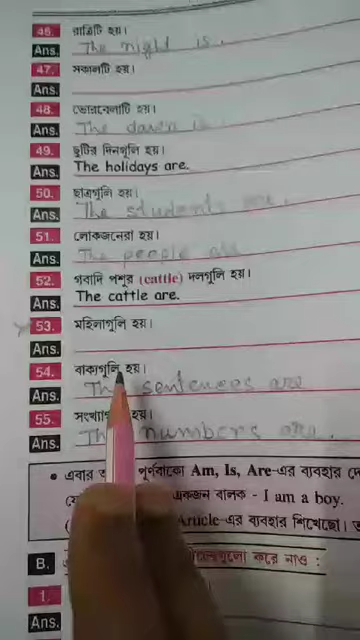 46. রাত্রিটি হয়।
Ans. The night is.
47. সকালটি হয়।
Ans.
48. ভোরবেলাটি হয়।
Ans. The dawn is.
49. ছুটির দিনগুলি হয়।
Ans. The holidays are.
50. ছাত্রগুলি হয়।
Ans. The students are.
51. লোকজনেরা হয়।
Ans. The people are
52. গবাদি পশুর (cattle) দলগুলি হয়।
Ans. The cattle are.
53. মহিলাগুলি হয়।
Ans.
54. বাক্যগুলি হয়।
Ans. The sentences are
55. হয়।
Ans. The numbers are.
• এবার পূর্ণবাক্যে Am, Is, Are-এর ব্যবহার
একজন বালক - I am a boy.
Article-এর ব্যবহার শিখেছো।
B. করে নাও :
1.
Ans.